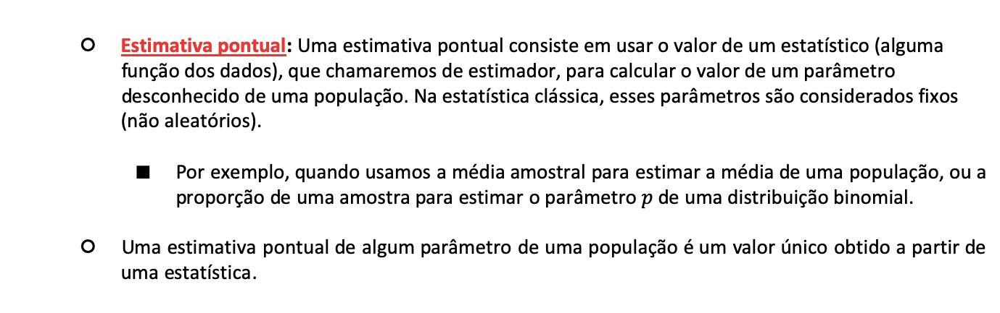 Estimativa pontual: Uma estimativa pontual consiste em usar o valor de um estatístico (alguma
função dos dados), que chamaremos de estimador, para calcular o valor de um parâmetro
desconhecido de uma população. Na estatística clássica, esses parâmetros são considerados fixos
(não aleatórios).
Por exemplo, quando usamos a média amostral para estimar a média de uma população, ou a
proporção de uma amostra para estimar o parâmetro p de uma distribuição binomial.
Uma estimativa pontual de algum parâmetro de uma população é um valor único obtido a partir de
uma estatística.